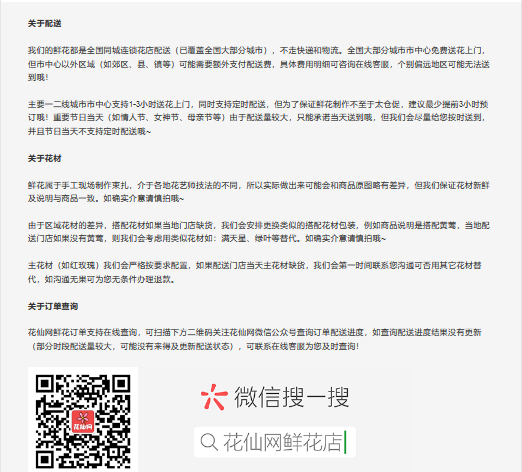 关于配送
我们的鲜花都是全国同城连锁花店配送（已覆盖全国大部分城市），不走快递和物流。全国大部分城市市中心免费送花上门，
但市中心以外区域（如郊区，县、镇等）可能需要额外支付配送费，具体费用明细可咨询在线客服，个别偏远地区可能无法送
到哦！
主要一二线城市市中心支持1-3小时送花上门，同时支持定时配送，但为了保证鲜花制作不至于太仓促，建议最少提前3小时预
订哦！重要节日当天（如情人节、女神节、母亲节等）由于配送量较大，只能承诺当天送到哦，但我们会尽量给您按时送到，
并且节日当天不支持定时配送哦~
关于花材
鲜花属于手工现场制作束扎，介于各地花艺师技法的不同，所以实际做出来可能会和商品原图略有差异，但我们保证花材新鲜
及说明与商品一致。如确实介意请慎拍哦~
由于区域花材的差异，搭配花材如果当地门店缺货，我们会安排更换类似的搭配花材包装，例如商品说明是搭配黄莺，当地配
送门店如果没有黄莺，则我们会考虑用类似花材如：满天星、绿叶等替代。如确实介意请慎拍哦~
主花材（如红玫瑰）我们会严格按要求配置，如果配送门店当天主花材缺货，我们会第一时间联系您沟通可否用其它花材替
代，如沟通无果可为您无条件办理退款。
关于订单查询
花仙网鲜花订单支持在线查询，可扫描下方二维码关注花仙网微信公众号查询订单配送进度，如查询配送进度结果没有更新
（部分时段配送量较大，可能没有来得及更新配送状态），可联系在线客服为您及时查询！
花仙网
微信搜一搜
花仙网鲜花店